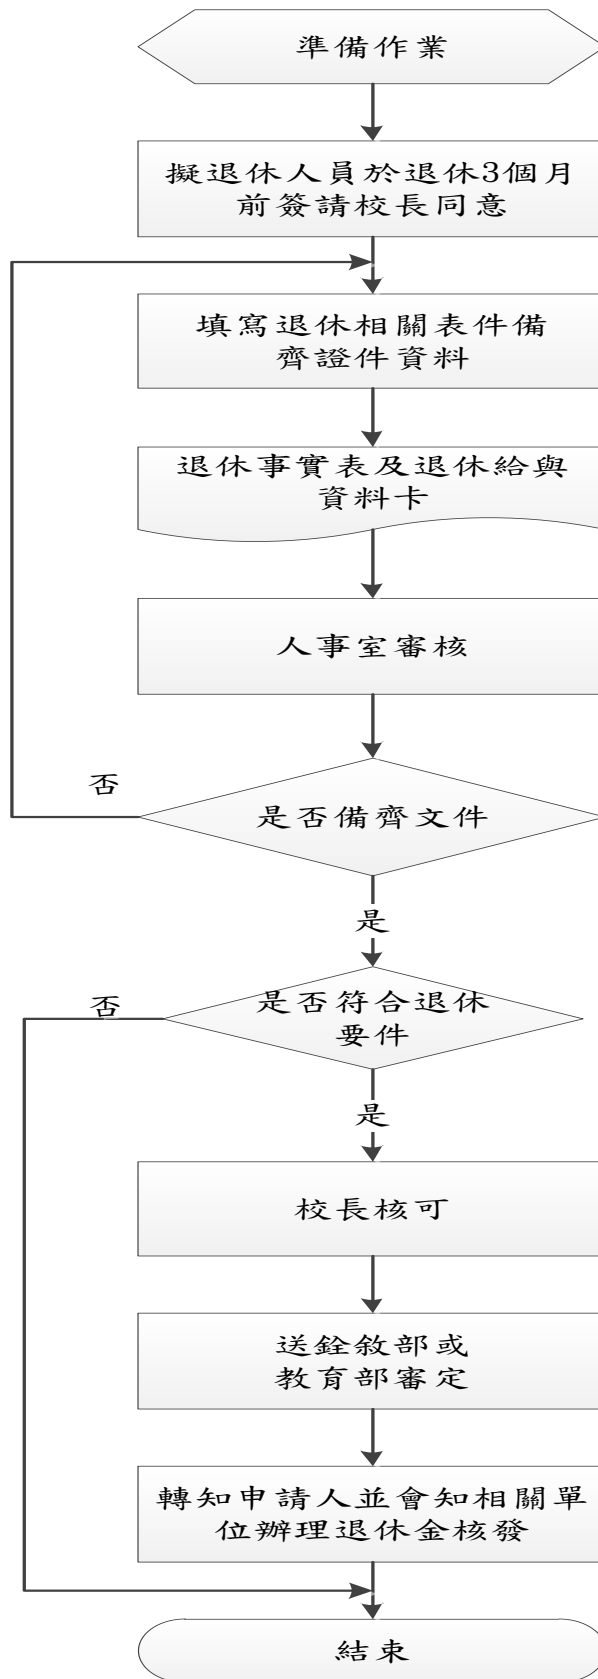 準備作業
擬退休人員於退休3個月
前簽請校長同意
填寫退休相關表件備
齊證件資料
退休事實表及退休給與
資料卡
人事室審核
否
是否備齊文件
是
否
是否符合退休
要件
是
校長核可
送銓敘部或
教育部審定
轉知申請人並會知相關單
位辦理退休金核發
結束